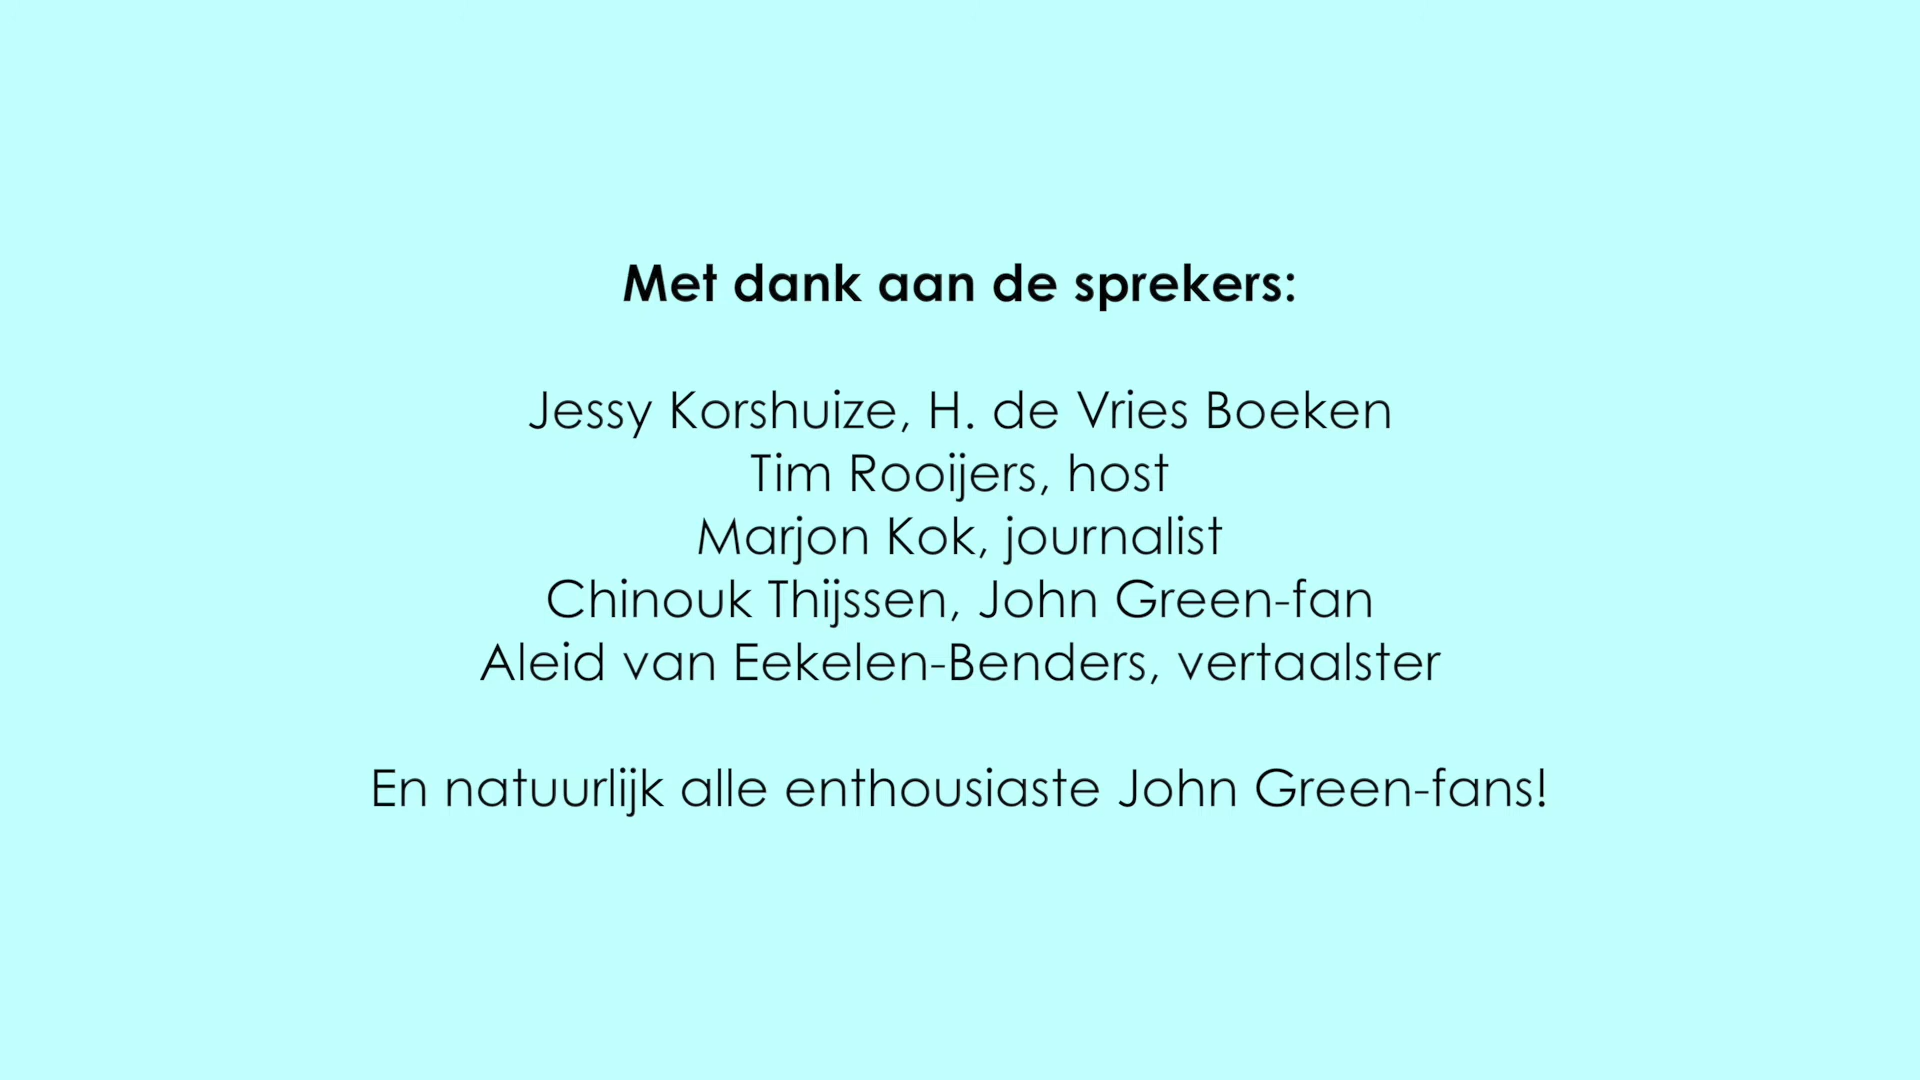 Met dank aan de sprekers:
Jessy Korshuize, H. de Vries Boeken
Tim Rooijers, host
Marjon Kok, journalist
Chinouk Thijssen, John Green-fan
Aleid van Eekelen-Benders, vertaalster
En natuurlijk alle enthousiaste John Green-fans!